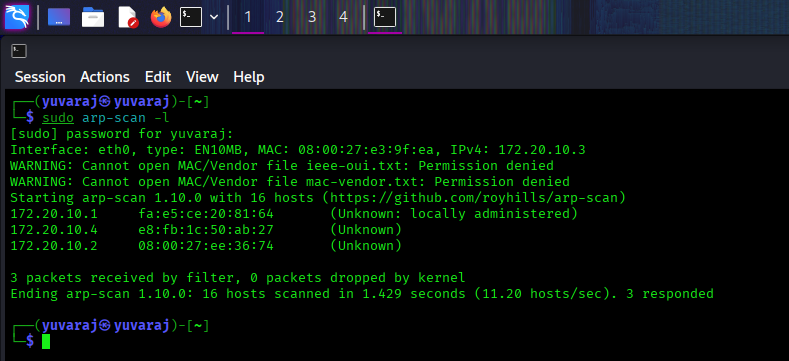 1 2 3 4
Session Actions Edit View Help
┌──(yuvaraj㉿yuvaraj)-[~]
└─$ sudo arp-scan -l
[sudo] password for yuvaraj:
Interface: eth0, type: EN10MB, MAC: 08:00:27:e3:9f:ea, IPv4: 172.20.10.3
WARNING: Cannot open MAC/Vendor file ieee-oui.txt: Permission denied
WARNING: Cannot open MAC/Vendor file mac-vendor.txt: Permission denied
Starting arp-scan 1.10.0 with 16 hosts (https://github.com/royhills/arp-scan)
172.20.10.1     fa:e5:ce:20:81:64       (Unknown: locally administered)
172.20.10.4     e8:fb:1c:50:ab:27       (Unknown)
172.20.10.2     08:00:27:ee:36:74       (Unknown)
3 packets received by filter, 0 packets dropped by kernel
Ending arp-scan 1.10.0: 16 hosts scanned in 1.429 seconds (11.20 hosts/sec). 3 responded
┌──(yuvaraj㉿yuvaraj)-[~]
└─$